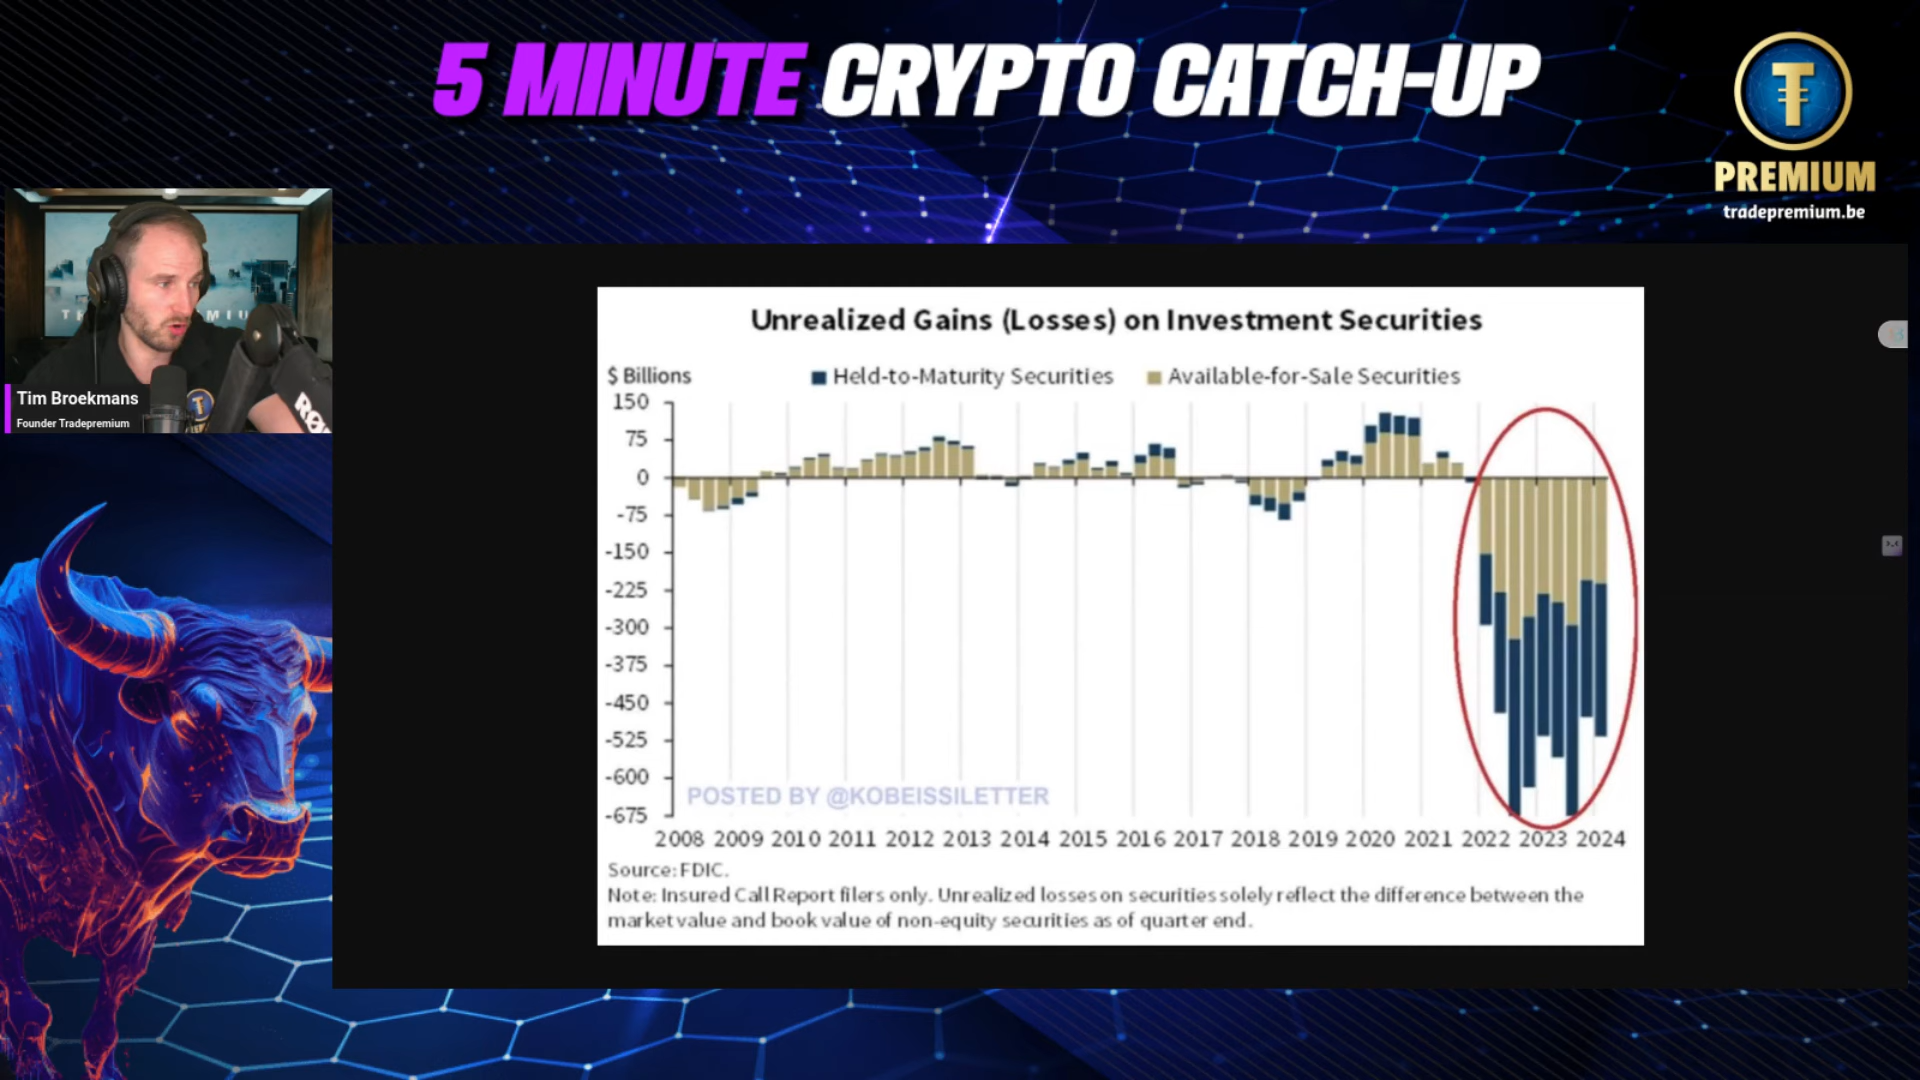 5 MINUTE CRYPTO CATCH-UP
T
PREMIUM
tradepremium.be
Tim Broekmans
Founder Tradepremium
Unrealized Gains (Losses) on Investment Securities
$ Billions
Held-to-Maturity Securities
Available-for-Sale Securities
150
75
0
-75
-150
-225
-300
-375
-450
-525
-600
-675
POSTED BY @KOBEISSILETTER
2008 2009 2010 2011 2012 2013 2014 2015 2016 2017 2018 2019 2020 2021 2022 2023 2024
Source: FDIC.
Note: Insured Call Report filers only. Unrealized losses on securities solely reflect the difference between the
market value and book value of non-equity securities as of quarter end.